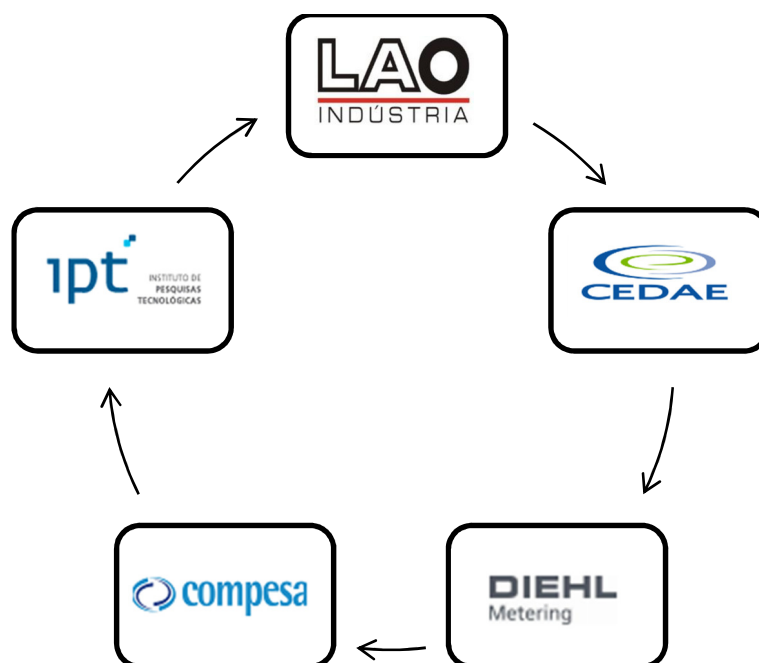 LAO
INDÚSTRIA
CEDAE
DIEHL
Metering
compesa
ipt
INSTITUTO DE
PESQUISAS
TECNOLÓGICAS